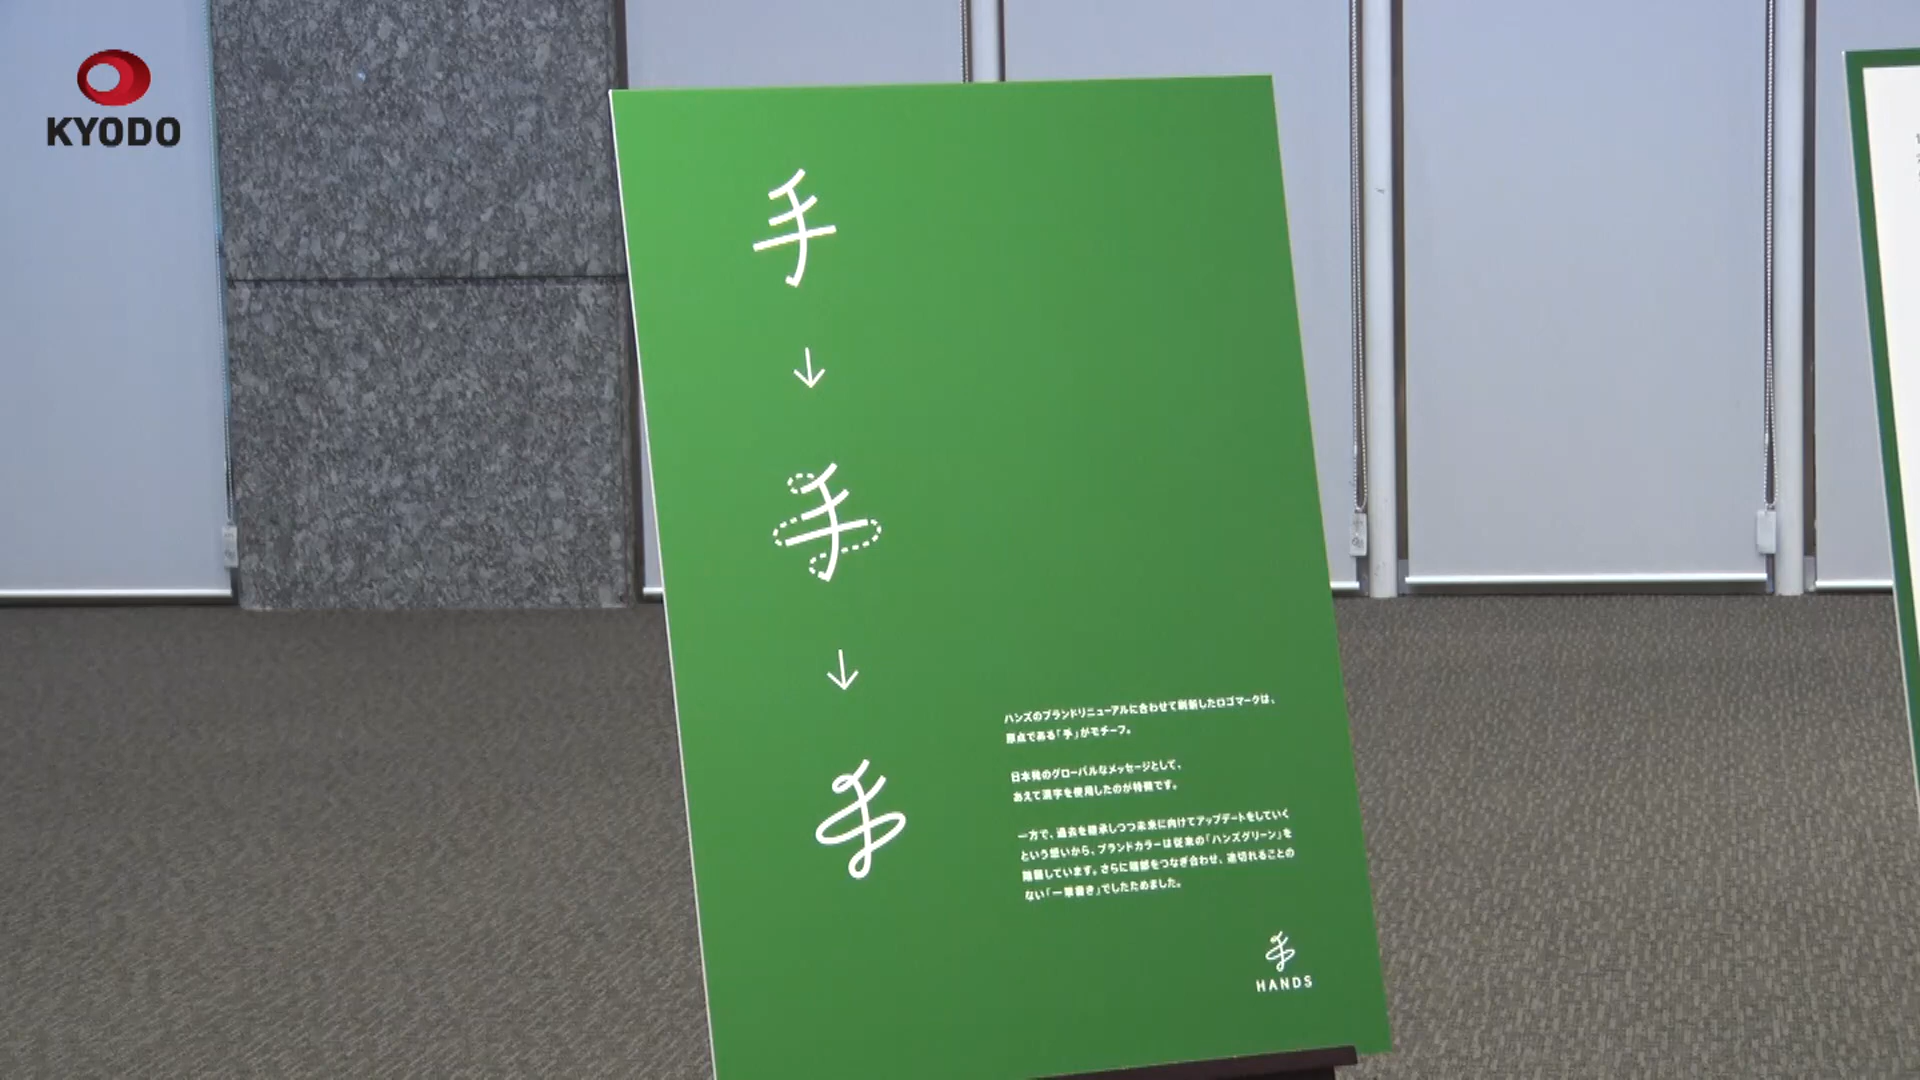 KYODO
手
↓
手
↓
手
ハンズのブランドリニューアルに合わせて刷新したロゴマークは、
原点である「手」がモチーフ。
日本発のグローバルなメッセージとして、
あえて漢字を使用したのが特徴です。
一方で、過去を継承しつつ未来に向けてアップデートをしていく
という想いから、ブランドカラーは従来の「ハンズグリーン」を
踏襲しています。さらに端部をつなぎ合わせ、途切れることの
ない「一筆書き」でしたためました。
手
HANDS